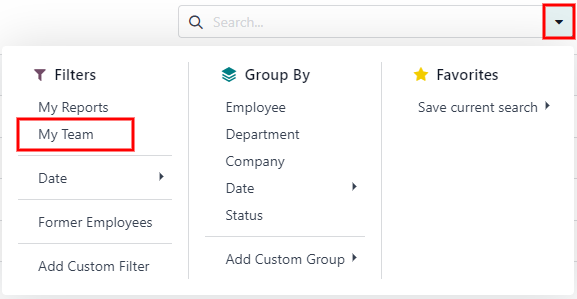 Search...
Filters
My Reports
My Team
Date
Former Employees
Add Custom Filter
Group By
Employee
Department
Company
Date
Status
Add Custom Group
Favorites
Save current search